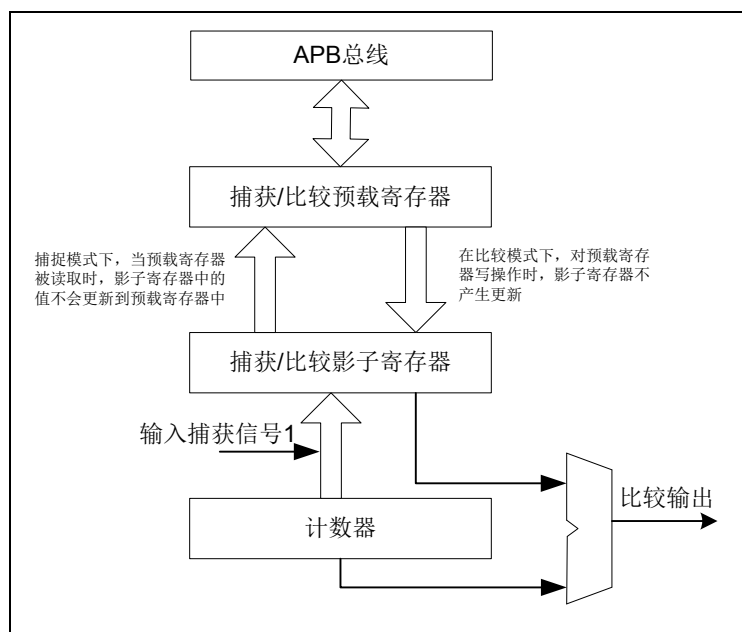 APB总线
捕获/比较预载寄存器
捕捉模式下，当预载寄存器
被读取时，影子寄存器中的
值不会更新到预载寄存器中
在比较模式下，对预载寄存
器写操作时，影子寄存器不
产生更新
捕获/比较影子寄存器
输入捕获信号1
计数器
比较输出